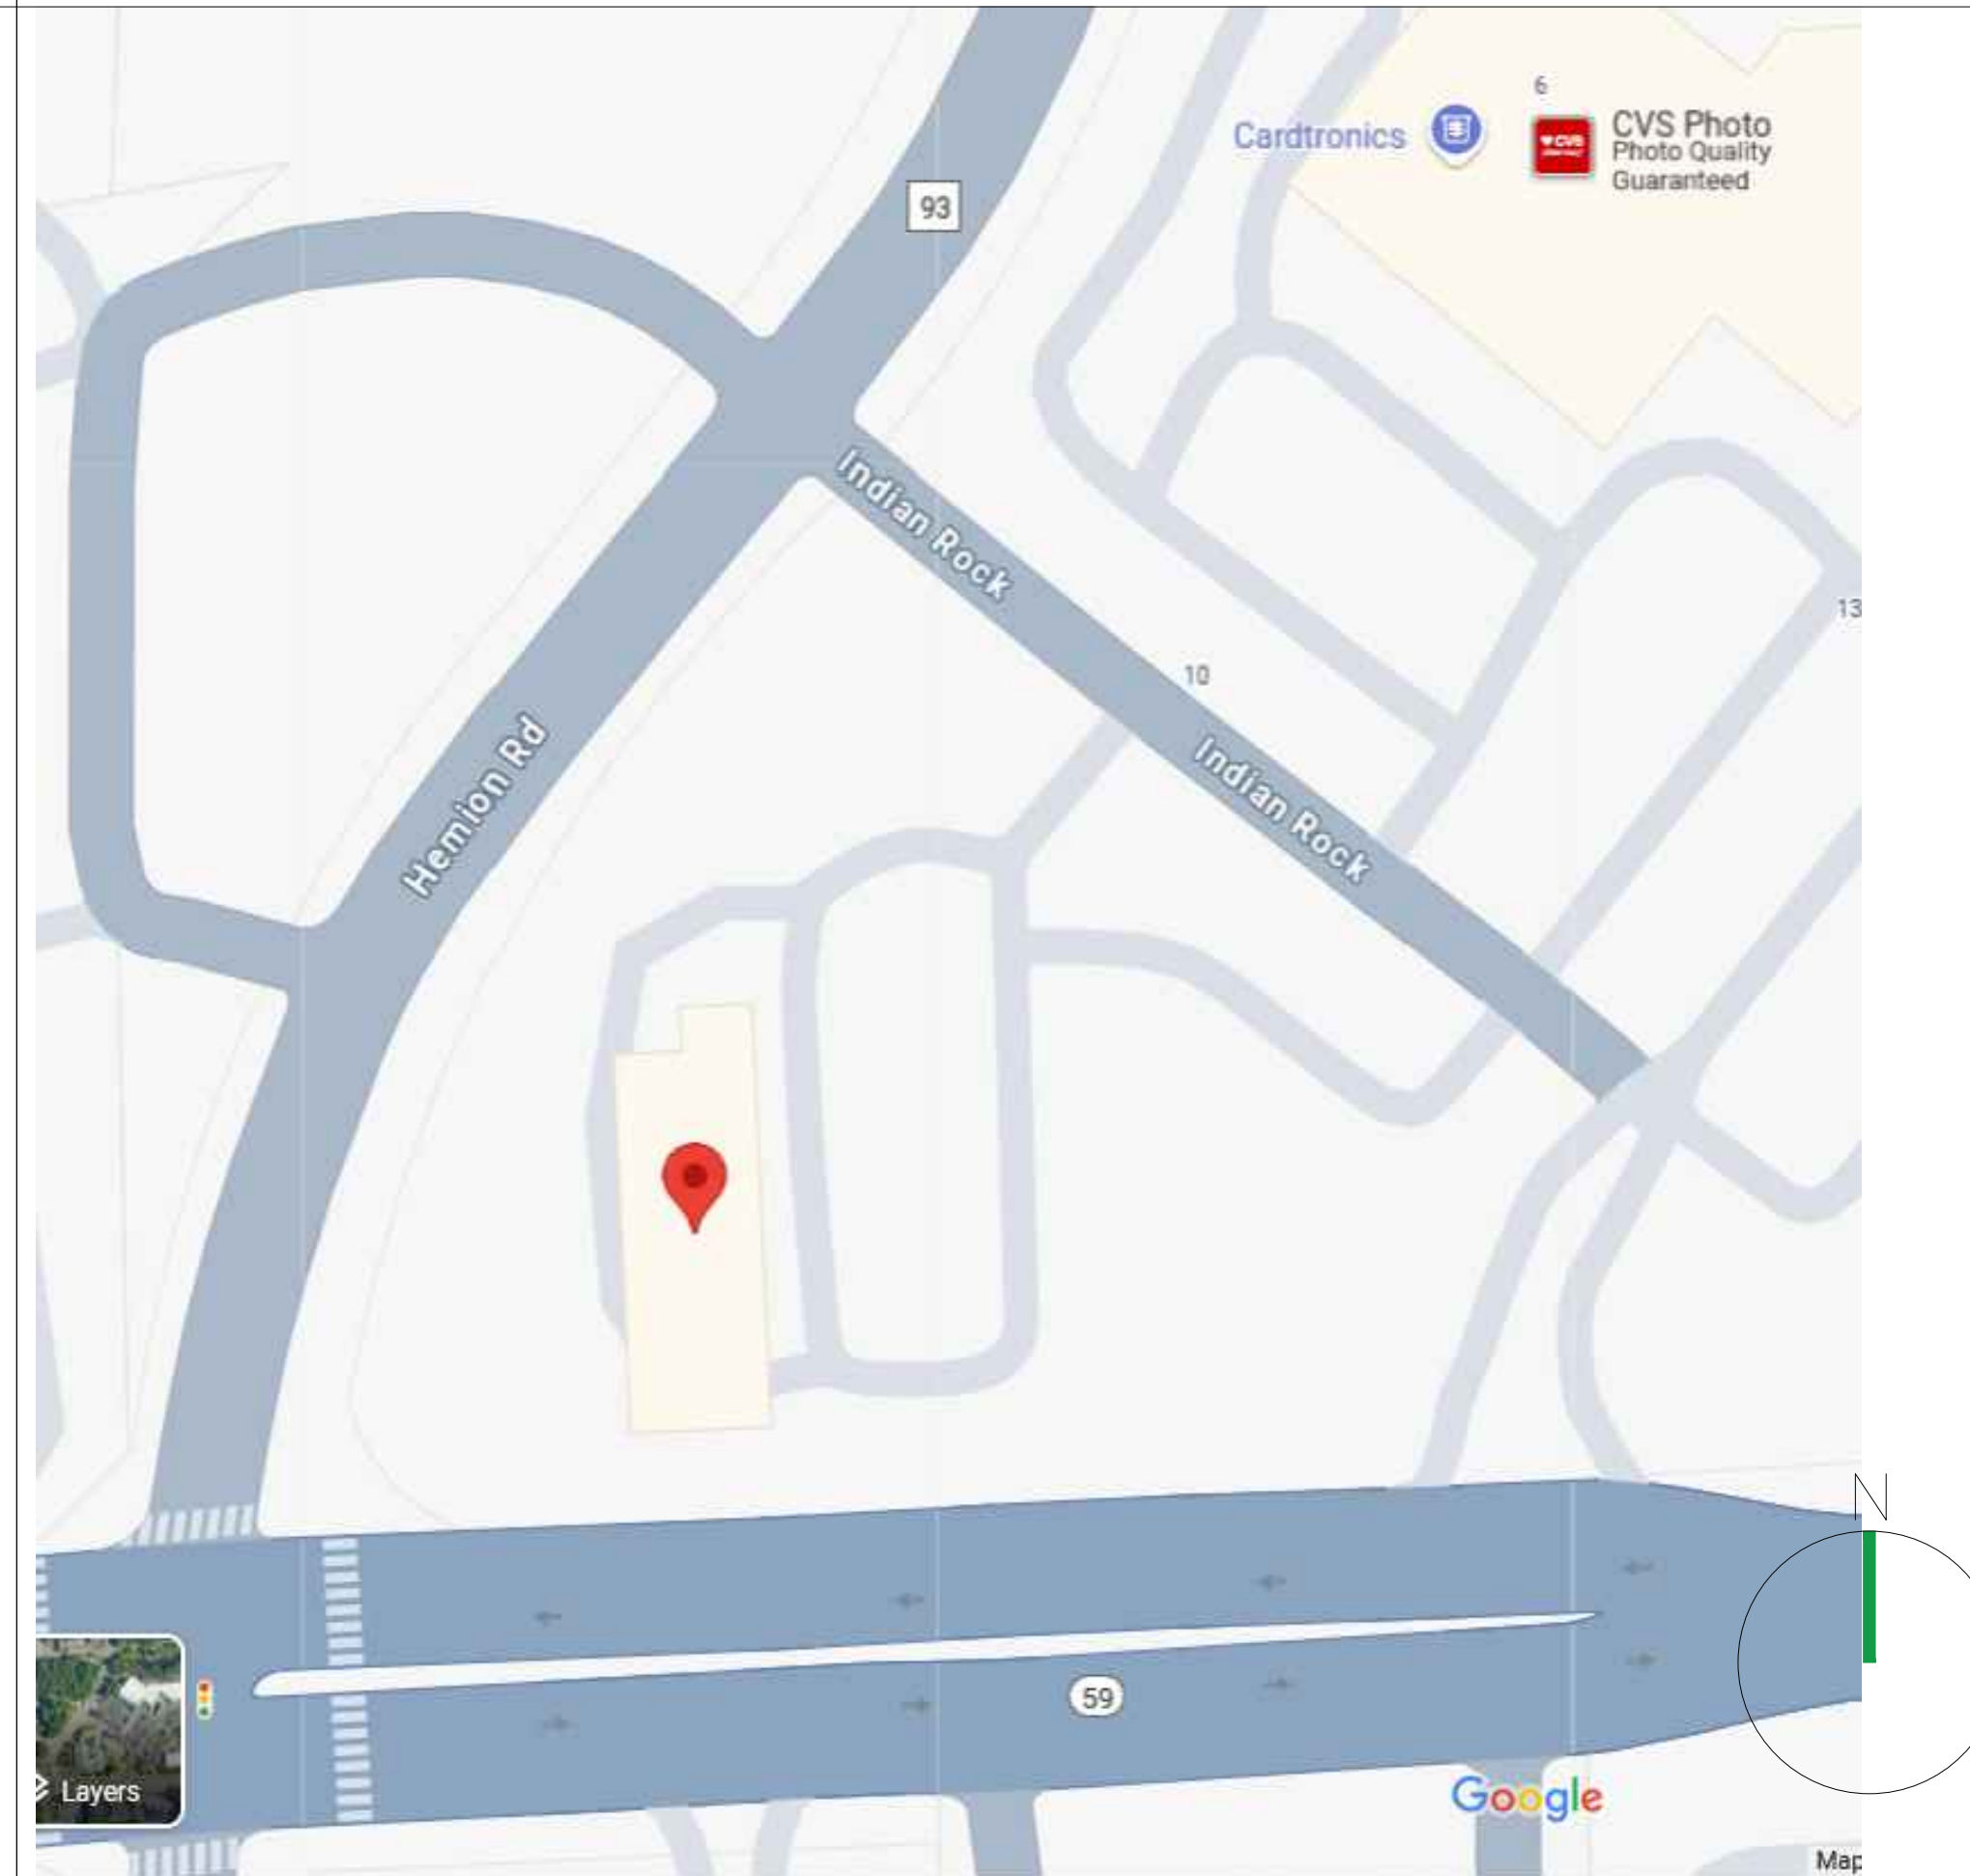 6
Cardtronics
CVS Photo
Photo Quality
Guaranteed
93
Indian Rock
13
10
Indian Rock
Hemion Rd
N
59
Layers
Google
Map